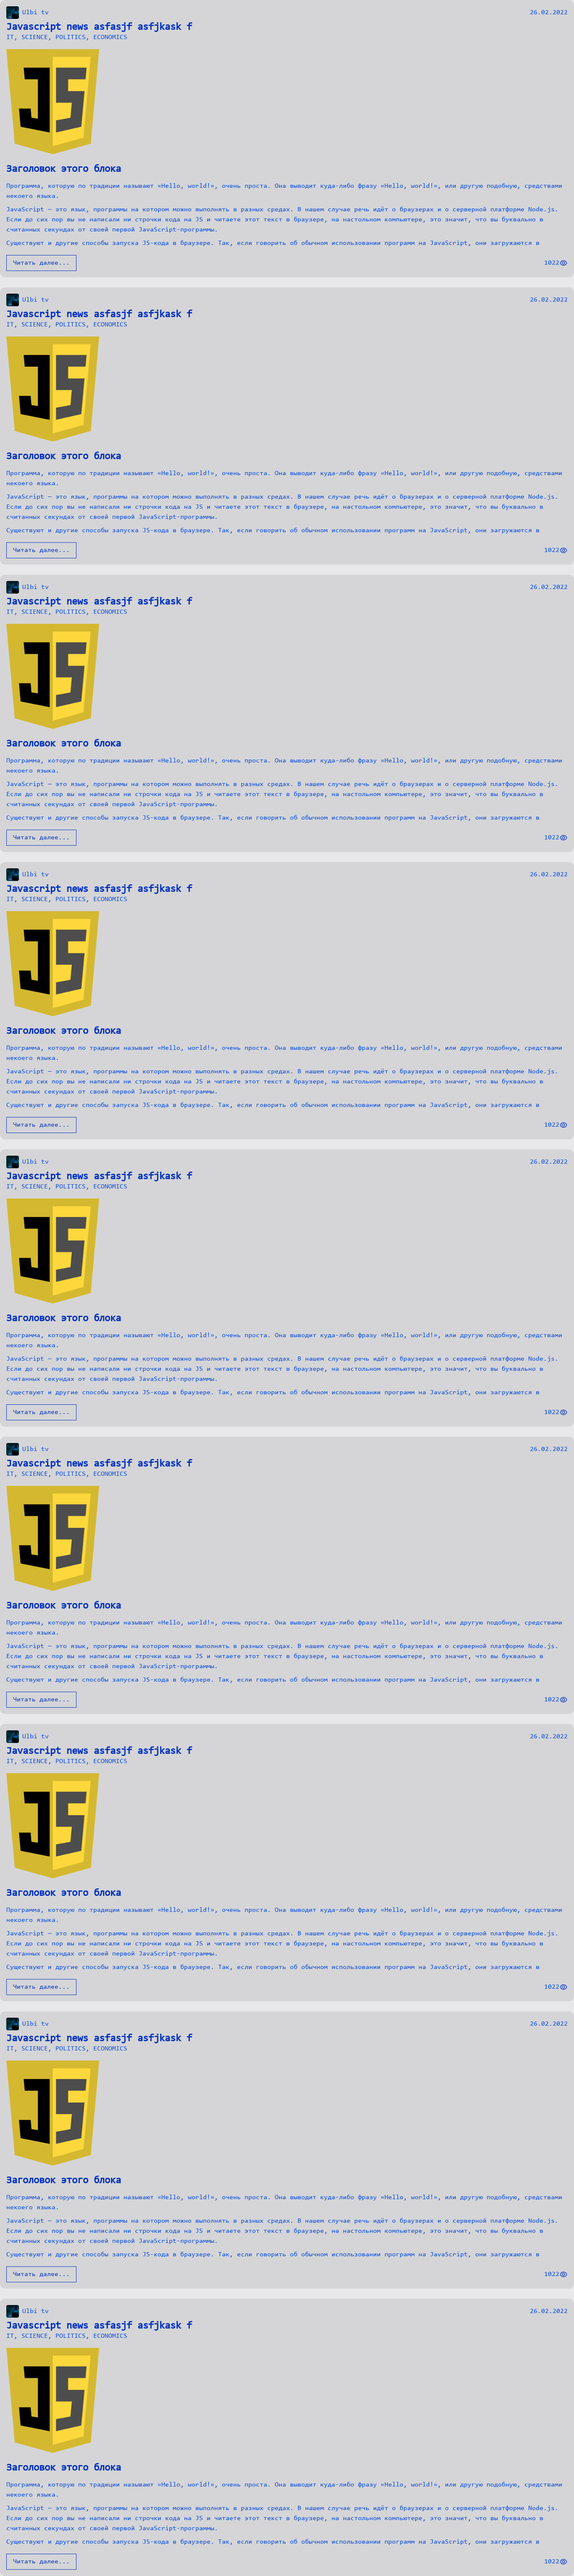 Ulbi tv 26.02.2022
Javascript news asfasjf asfjkask f
IT, SCIENCE, POLITICS, ECONOMICS
JS
Заголовок этого блока
Программа, которую по традиции называют «Hello, world!», очень проста. Она выводит куда-либо фразу «Hello, world!», или другую подобную, средствами
некоего языка.
JavaScript — это язык, программы на котором можно выполнять в разных средах. В нашем случае речь идёт о браузерах и о серверной платформе Node.js.
Если до сих пор вы не написали ни строчки кода на JS и читаете этот текст в браузере, на настольном компьютере, это значит, что вы буквально в
считанных секундах от своей первой JavaScript-программы.
Существуют и другие способы запуска JS-кода в браузере. Так, если говорить об обычном использовании программ на JavaScript, они загружаются в
Читать далее... 1022
Ulbi tv 26.02.2022
Javascript news asfasjf asfjkask f
IT, SCIENCE, POLITICS, ECONOMICS
JS
Заголовок этого блока
Программа, которую по традиции называют «Hello, world!», очень проста. Она выводит куда-либо фразу «Hello, world!», или другую подобную, средствами
некоего языка.
JavaScript — это язык, программы на котором можно выполнять в разных средах. В нашем случае речь идёт о браузерах и о серверной платформе Node.js.
Если до сих пор вы не написали ни строчки кода на JS и читаете этот текст в браузере, на настольном компьютере, это значит, что вы буквально в
считанных секундах от своей первой JavaScript-программы.
Существуют и другие способы запуска JS-кода в браузере. Так, если говорить об обычном использовании программ на JavaScript, они загружаются в
Читать далее... 1022
Ulbi tv 26.02.2022
Javascript news asfasjf asfjkask f
IT, SCIENCE, POLITICS, ECONOMICS
JS
Заголовок этого блока
Программа, которую по традиции называют «Hello, world!», очень проста. Она выводит куда-либо фразу «Hello, world!», или другую подобную, средствами
некоего языка.
JavaScript — это язык, программы на котором можно выполнять в разных средах. В нашем случае речь идёт о браузерах и о серверной платформе Node.js.
Если до сих пор вы не написали ни строчки кода на JS и читаете этот текст в браузере, на настольном компьютере, это значит, что вы буквально в
считанных секундах от своей первой JavaScript-программы.
Существуют и другие способы запуска JS-кода в браузере. Так, если говорить об обычном использовании программ на JavaScript, они загружаются в
Читать далее... 1022
Ulbi tv 26.02.2022
Javascript news asfasjf asfjkask f
IT, SCIENCE, POLITICS, ECONOMICS
JS
Заголовок этого блока
Программа, которую по традиции называют «Hello, world!», очень проста. Она выводит куда-либо фразу «Hello, world!», или другую подобную, средствами
некоего языка.
JavaScript — это язык, программы на котором можно выполнять в разных средах. В нашем случае речь идёт о браузерах и о серверной платформе Node.js.
Если до сих пор вы не написали ни строчки кода на JS и читаете этот текст в браузере, на настольном компьютере, это значит, что вы буквально в
считанных секундах от своей первой JavaScript-программы.
Существуют и другие способы запуска JS-кода в браузере. Так, если говорить об обычном использовании программ на JavaScript, они загружаются в
Читать далее... 1022
Ulbi tv 26.02.2022
Javascript news asfasjf asfjkask f
IT, SCIENCE, POLITICS, ECONOMICS
JS
Заголовок этого блока
Программа, которую по традиции называют «Hello, world!», очень проста. Она выводит куда-либо фразу «Hello, world!», или другую подобную, средствами
некоего языка.
JavaScript — это язык, программы на котором можно выполнять в разных средах. В нашем случае речь идёт о браузерах и о серверной платформе Node.js.
Если до сих пор вы не написали ни строчки кода на JS и читаете этот текст в браузере, на настольном компьютере, это значит, что вы буквально в
считанных секундах от своей первой JavaScript-программы.
Существуют и другие способы запуска JS-кода в браузере. Так, если говорить об обычном использовании программ на JavaScript, они загружаются в
Читать далее... 1022
Ulbi tv 26.02.2022
Javascript news asfasjf asfjkask f
IT, SCIENCE, POLITICS, ECONOMICS
JS
Заголовок этого блока
Программа, которую по традиции называют «Hello, world!», очень проста. Она выводит куда-либо фразу «Hello, world!», или другую подобную, средствами
некоего языка.
JavaScript — это язык, программы на котором можно выполнять в разных средах. В нашем случае речь идёт о браузерах и о серверной платформе Node.js.
Если до сих пор вы не написали ни строчки кода на JS и читаете этот текст в браузере, на настольном компьютере, это значит, что вы буквально в
считанных секундах от своей первой JavaScript-программы.
Существуют и другие способы запуска JS-кода в браузере. Так, если говорить об обычном использовании программ на JavaScript, они загружаются в
Читать далее... 1022
Ulbi tv 26.02.2022
Javascript news asfasjf asfjkask f
IT, SCIENCE, POLITICS, ECONOMICS
JS
Заголовок этого блока
Программа, которую по традиции называют «Hello, world!», очень проста. Она выводит куда-либо фразу «Hello, world!», или другую подобную, средствами
некоего языка.
JavaScript — это язык, программы на котором можно выполнять в разных средах. В нашем случае речь идёт о браузерах и о серверной платформе Node.js.
Если до сих пор вы не написали ни строчки кода на JS и читаете этот текст в браузере, на настольном компьютере, это значит, что вы буквально в
считанных секундах от своей первой JavaScript-программы.
Существуют и другие способы запуска JS-кода в браузере. Так, если говорить об обычном использовании программ на JavaScript, они загружаются в
Читать далее... 1022
Ulbi tv 26.02.2022
Javascript news asfasjf asfjkask f
IT, SCIENCE, POLITICS, ECONOMICS
JS
Заголовок этого блока
Программа, которую по традиции называют «Hello, world!», очень проста. Она выводит куда-либо фразу «Hello, world!», или другую подобную, средствами
некоего языка.
JavaScript — это язык, программы на котором можно выполнять в разных средах. В нашем случае речь идёт о браузерах и о серверной платформе Node.js.
Если до сих пор вы не написали ни строчки кода на JS и читаете этот текст в браузере, на настольном компьютере, это значит, что вы буквально в
считанных секундах от своей первой JavaScript-программы.
Существуют и другие способы запуска JS-кода в браузере. Так, если говорить об обычном использовании программ на JavaScript, они загружаются в
Читать далее... 1022
Ulbi tv 26.02.2022
Javascript news asfasjf asfjkask f
IT, SCIENCE, POLITICS, ECONOMICS
JS
Заголовок этого блока
Программа, которую по традиции называют «Hello, world!», очень проста. Она выводит куда-либо фразу «Hello, world!», или другую подобную, средствами
некоего языка.
JavaScript — это язык, программы на котором можно выполнять в разных средах. В нашем случае речь идёт о браузерах и о серверной платформе Node.js.
Если до сих пор вы не написали ни строчки кода на JS и читаете этот текст в браузере, на настольном компьютере, это значит, что вы буквально в
считанных секундах от своей первой JavaScript-программы.
Существуют и другие способы запуска JS-кода в браузере. Так, если говорить об обычном использовании программ на JavaScript, они загружаются в
Читать далее... 1022